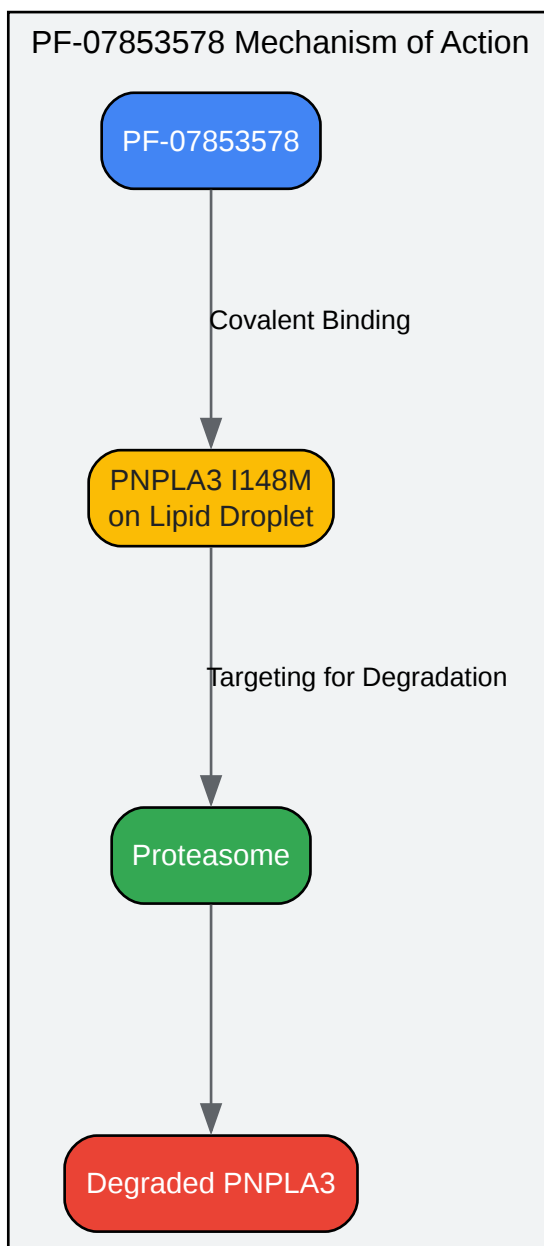 PF-07853578 Mechanism of Action
PF-07853578
Covalent Binding
PNPLA3 I148M
on Lipid Droplet
Targeting for Degradation
Proteasome
Degraded PNPLA3